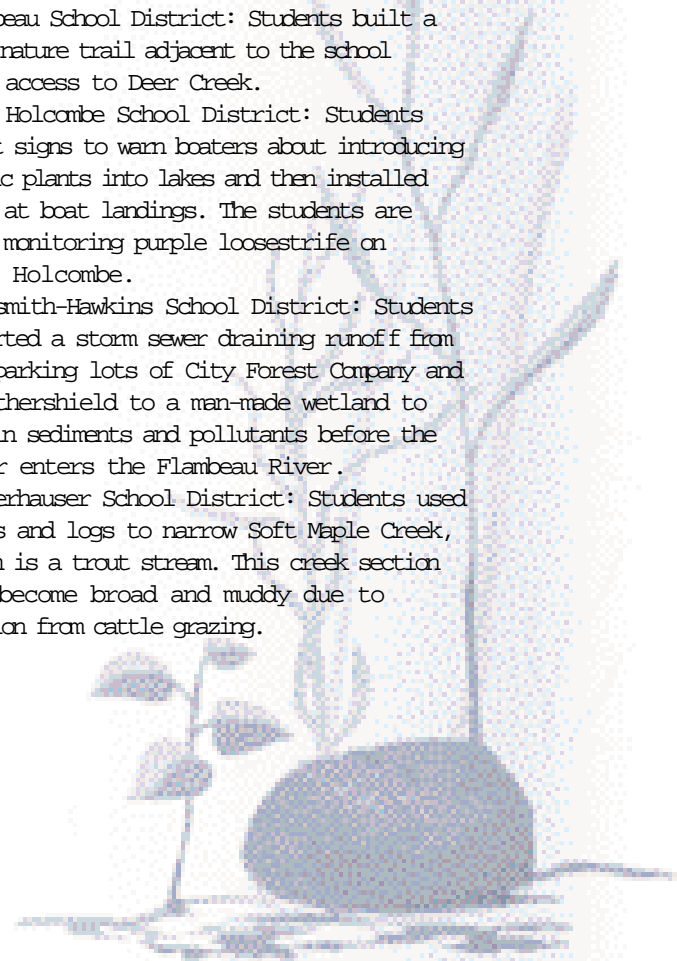 beau School District: Students built a
nature trail adjacent to the school
access to Deer Creek.
Holcombe School District: Students
t signs to warn boaters about introducing
ic plants into lakes and then installed
at boat landings. The students are
monitoring purple loosestrife on
Holcombe.
smith-Hawkins School District: Students
rted a storm sewer draining runoff from
parking lots of City Forest Company and
thershield to a man-made wetland to
in sediments and pollutants before the
r enters the Flambeau River.
erhauser School District: Students used
s and logs to narrow Soft Maple Creek,
h is a trout stream. This creek section
become broad and muddy due to
ion from cattle grazing.